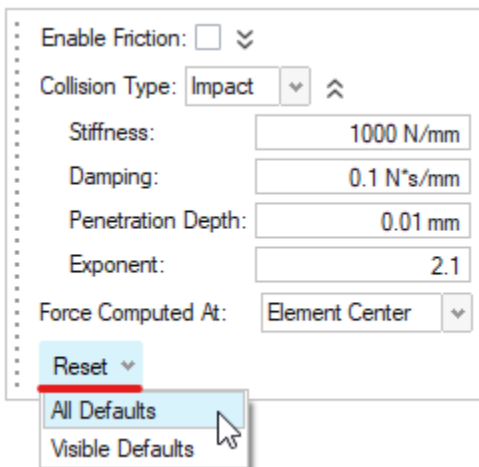 Enable Friction:
Collision Type: Impact
Stiffness: 1000 N/mm
Damping: 0.1 N*s/mm
Penetration Depth: 0.01 mm
Exponent: 2.1
Force Computed At: Element Center
Reset
All Defaults
Visible Defaults